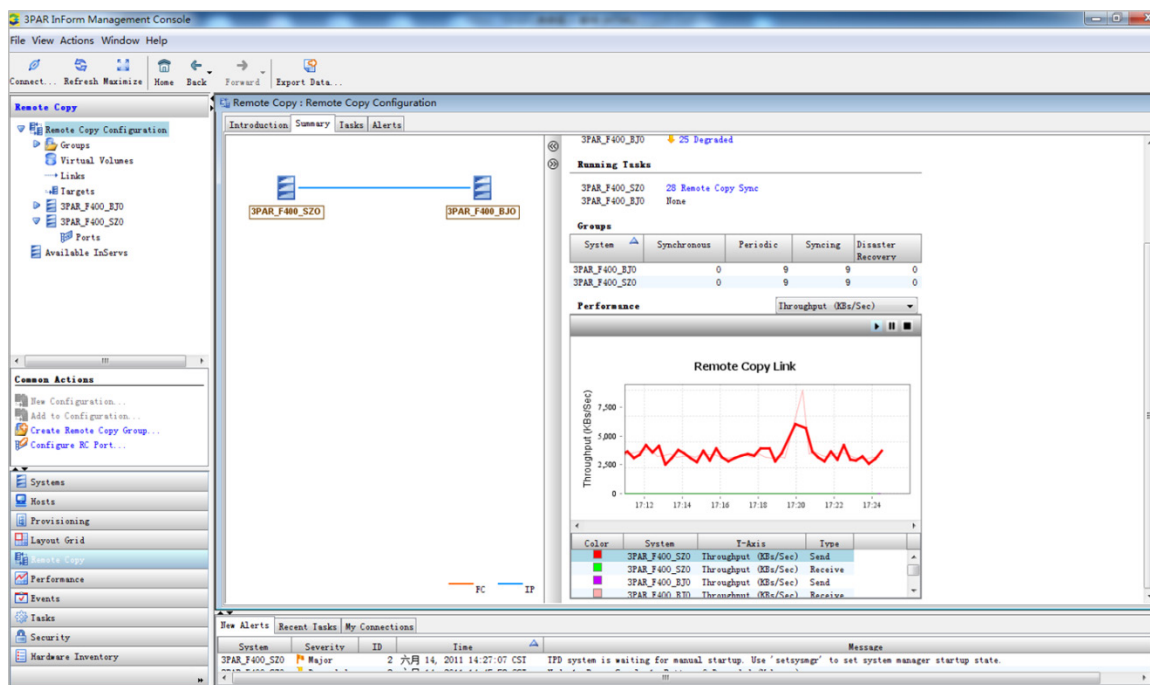 3PAR InForm Management Console
File View Actions Window Help
Connect... Refresh Maximize Home Back Forward Export Data...
Remote Copy
Remote Copy Configuration
Groups
Virtual Volumes
Links
Targets
3PAR_F400_BJ0
3PAR_F400_SZ0
Ports
Available InServs
Common Actions
New Configuration...
Add to Configuration...
Create Remote Copy Group...
Configure RC Port...
Systems
Hosts
Provisioning
Layout Grid
Remote Copy
Performance
Events
Tasks
Security
Hardware Inventory
Remote Copy : Remote Copy Configuration
Introduction Summary Tasks Alerts
3PAR_F400_SZ0 3PAR_F400_BJ0
FC IP
3PAR_F400_BJ0 25 Degraded
Running Tasks
3PAR_F400_SZ0 28 Remote Copy Sync
3PAR_F400_BJ0 None
Groups
System Synchronous Periodic Syncing Disaster Recovery
3PAR_F400_BJ0 0 9 9 0
3PAR_F400_SZ0 0 9 9 0
Performance Throughput (KBs/Sec)
Remote Copy Link
Throughput (KBs/Sec)
7,500
5,000
2,500
0
17:12 17:14 17:16 17:18 17:20 17:22 17:24
Color System Y-Axis Type
3PAR_F400_SZ0 Throughput (KBs/Sec) Send
3PAR_F400_SZ0 Throughput (KBs/Sec) Receive
3PAR_F400_BJ0 Throughput (KBs/Sec) Send
3PAR_F400_BJ0 Throughput (KBs/Sec) Receive
New Alerts Recent Tasks My Connections
System Severity ID Time Message
3PAR_F400_SZ0 Major 2 六月 14, 2011 14:27:07 CST IPD system is waiting for manual startup. Use 'setsysmgr' to set system manager startup state.